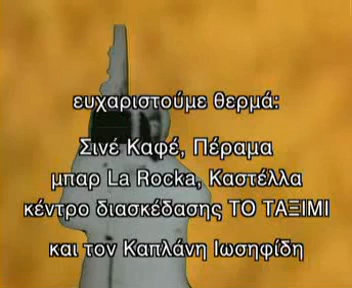 ευχαριστούμε θερμά:
Σινέ Καφέ, Πέραμα
μπαρ La Rocka, Καστέλλα
κέντρο διασκέδασης ΤΟ ΤΑΞΙΜΙ
και τον Καπλάνη Ιωσηφίδη